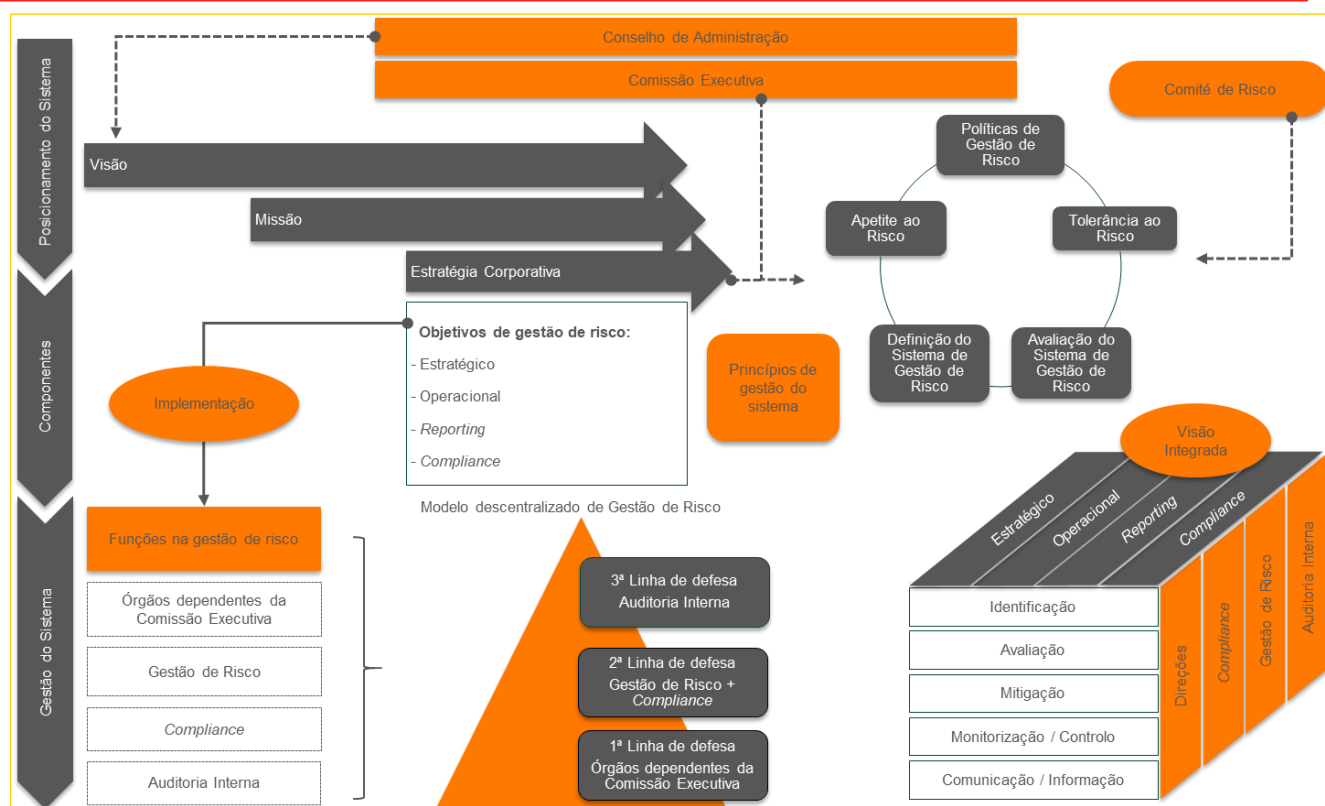 Conselho de Administração
Comissão Executiva
Comité de Risco
Posicionamento do Sistema
Visão
Missão
Estratégia Corporativa
Políticas de
Gestão de
Risco
Apetite ao
Risco
Tolerância ao
Risco
Definição do
Sistema de
Gestão de
Risco
Avaliação do
Sistema de
Gestão de
Risco
Componentes
Implementação
Objetivos de gestão de risco:
- Estratégico
- Operacional
- Reporting
- Compliance
Princípios de
gestão do
sistema
Visão
Integrada
Modelo descentralizado de Gestão de Risco
Gestão do Sistema
Funções na gestão de risco
Órgãos dependentes da
Comissão Executiva
Gestão de Risco
Compliance
Auditoria Interna
3ª Linha de defesa
Auditoria Interna
2ª Linha de defesa
Gestão de Risco +
Compliance
1ª Linha de defesa
Órgãos dependentes da
Comissão Executiva
Estratégico
Operacional
Reporting
Compliance
Identificação
Avaliação
Mitigação
Monitorização / Controlo
Comunicação / Informação
Direções
Compliance
Gestão de Risco
Auditoria Interna